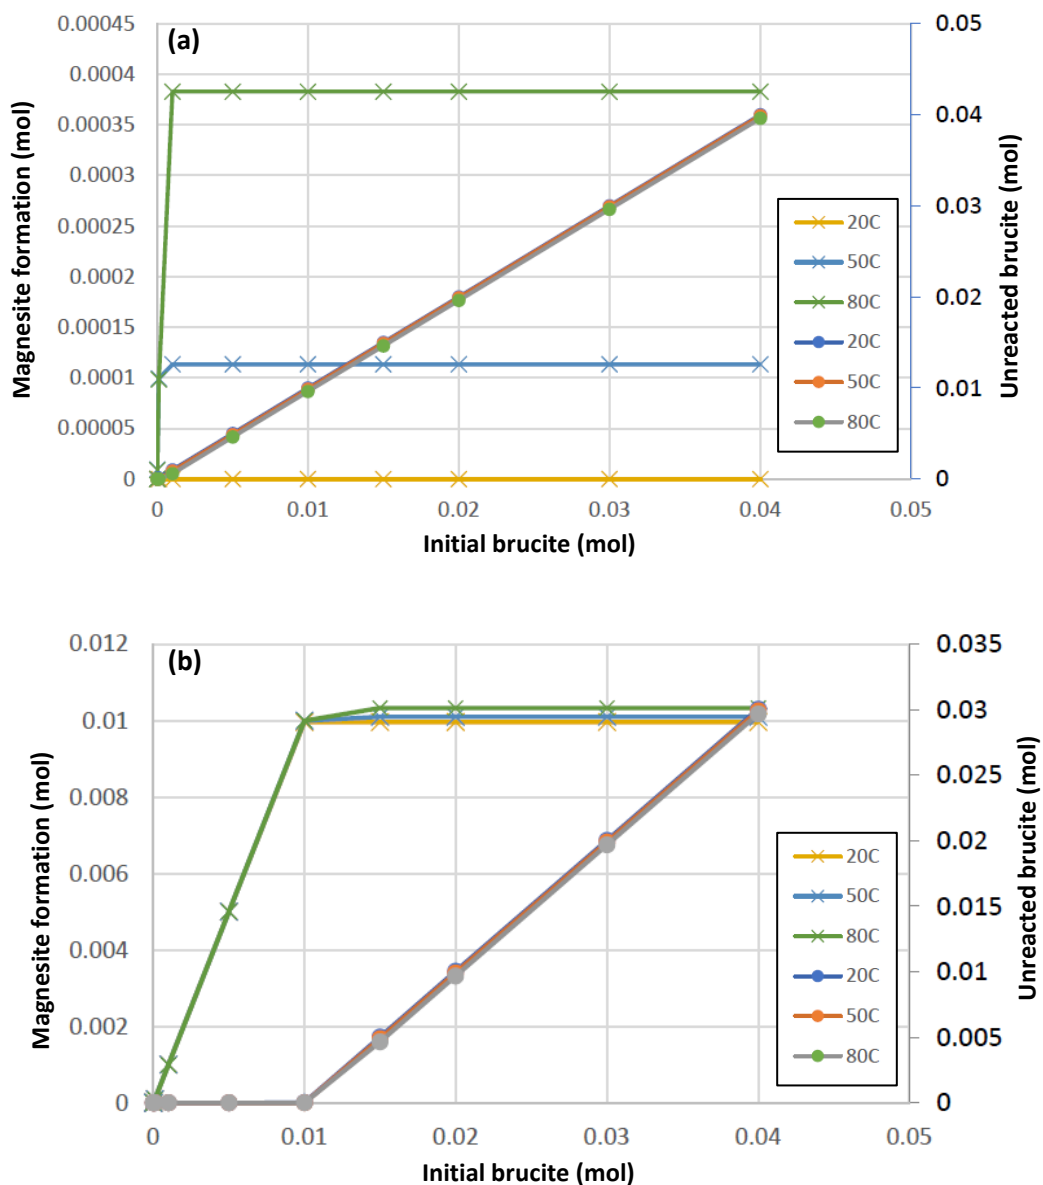 (a)
Magnesite formation (mol)
0.00045
0.0004
0.00035
0.0003
0.00025
0.0002
0.00015
0.0001
0.00005
0
0.05
0.04
0.03
0.02
0.01
0
Unreacted brucite (mol)
20C
50C
80C
20C
50C
80C
0 0.01 0.02 0.03 0.04 0.05
Initial brucite (mol)
(b)
Magnesite formation (mol)
0.012
0.01
0.008
0.006
0.004
0.002
0
0.035
0.03
0.025
0.02
0.015
0.01
0.005
0
Unreacted brucite (mol)
20C
50C
80C
20C
50C
80C
0 0.01 0.02 0.03 0.04 0.05
Initial brucite (mol)